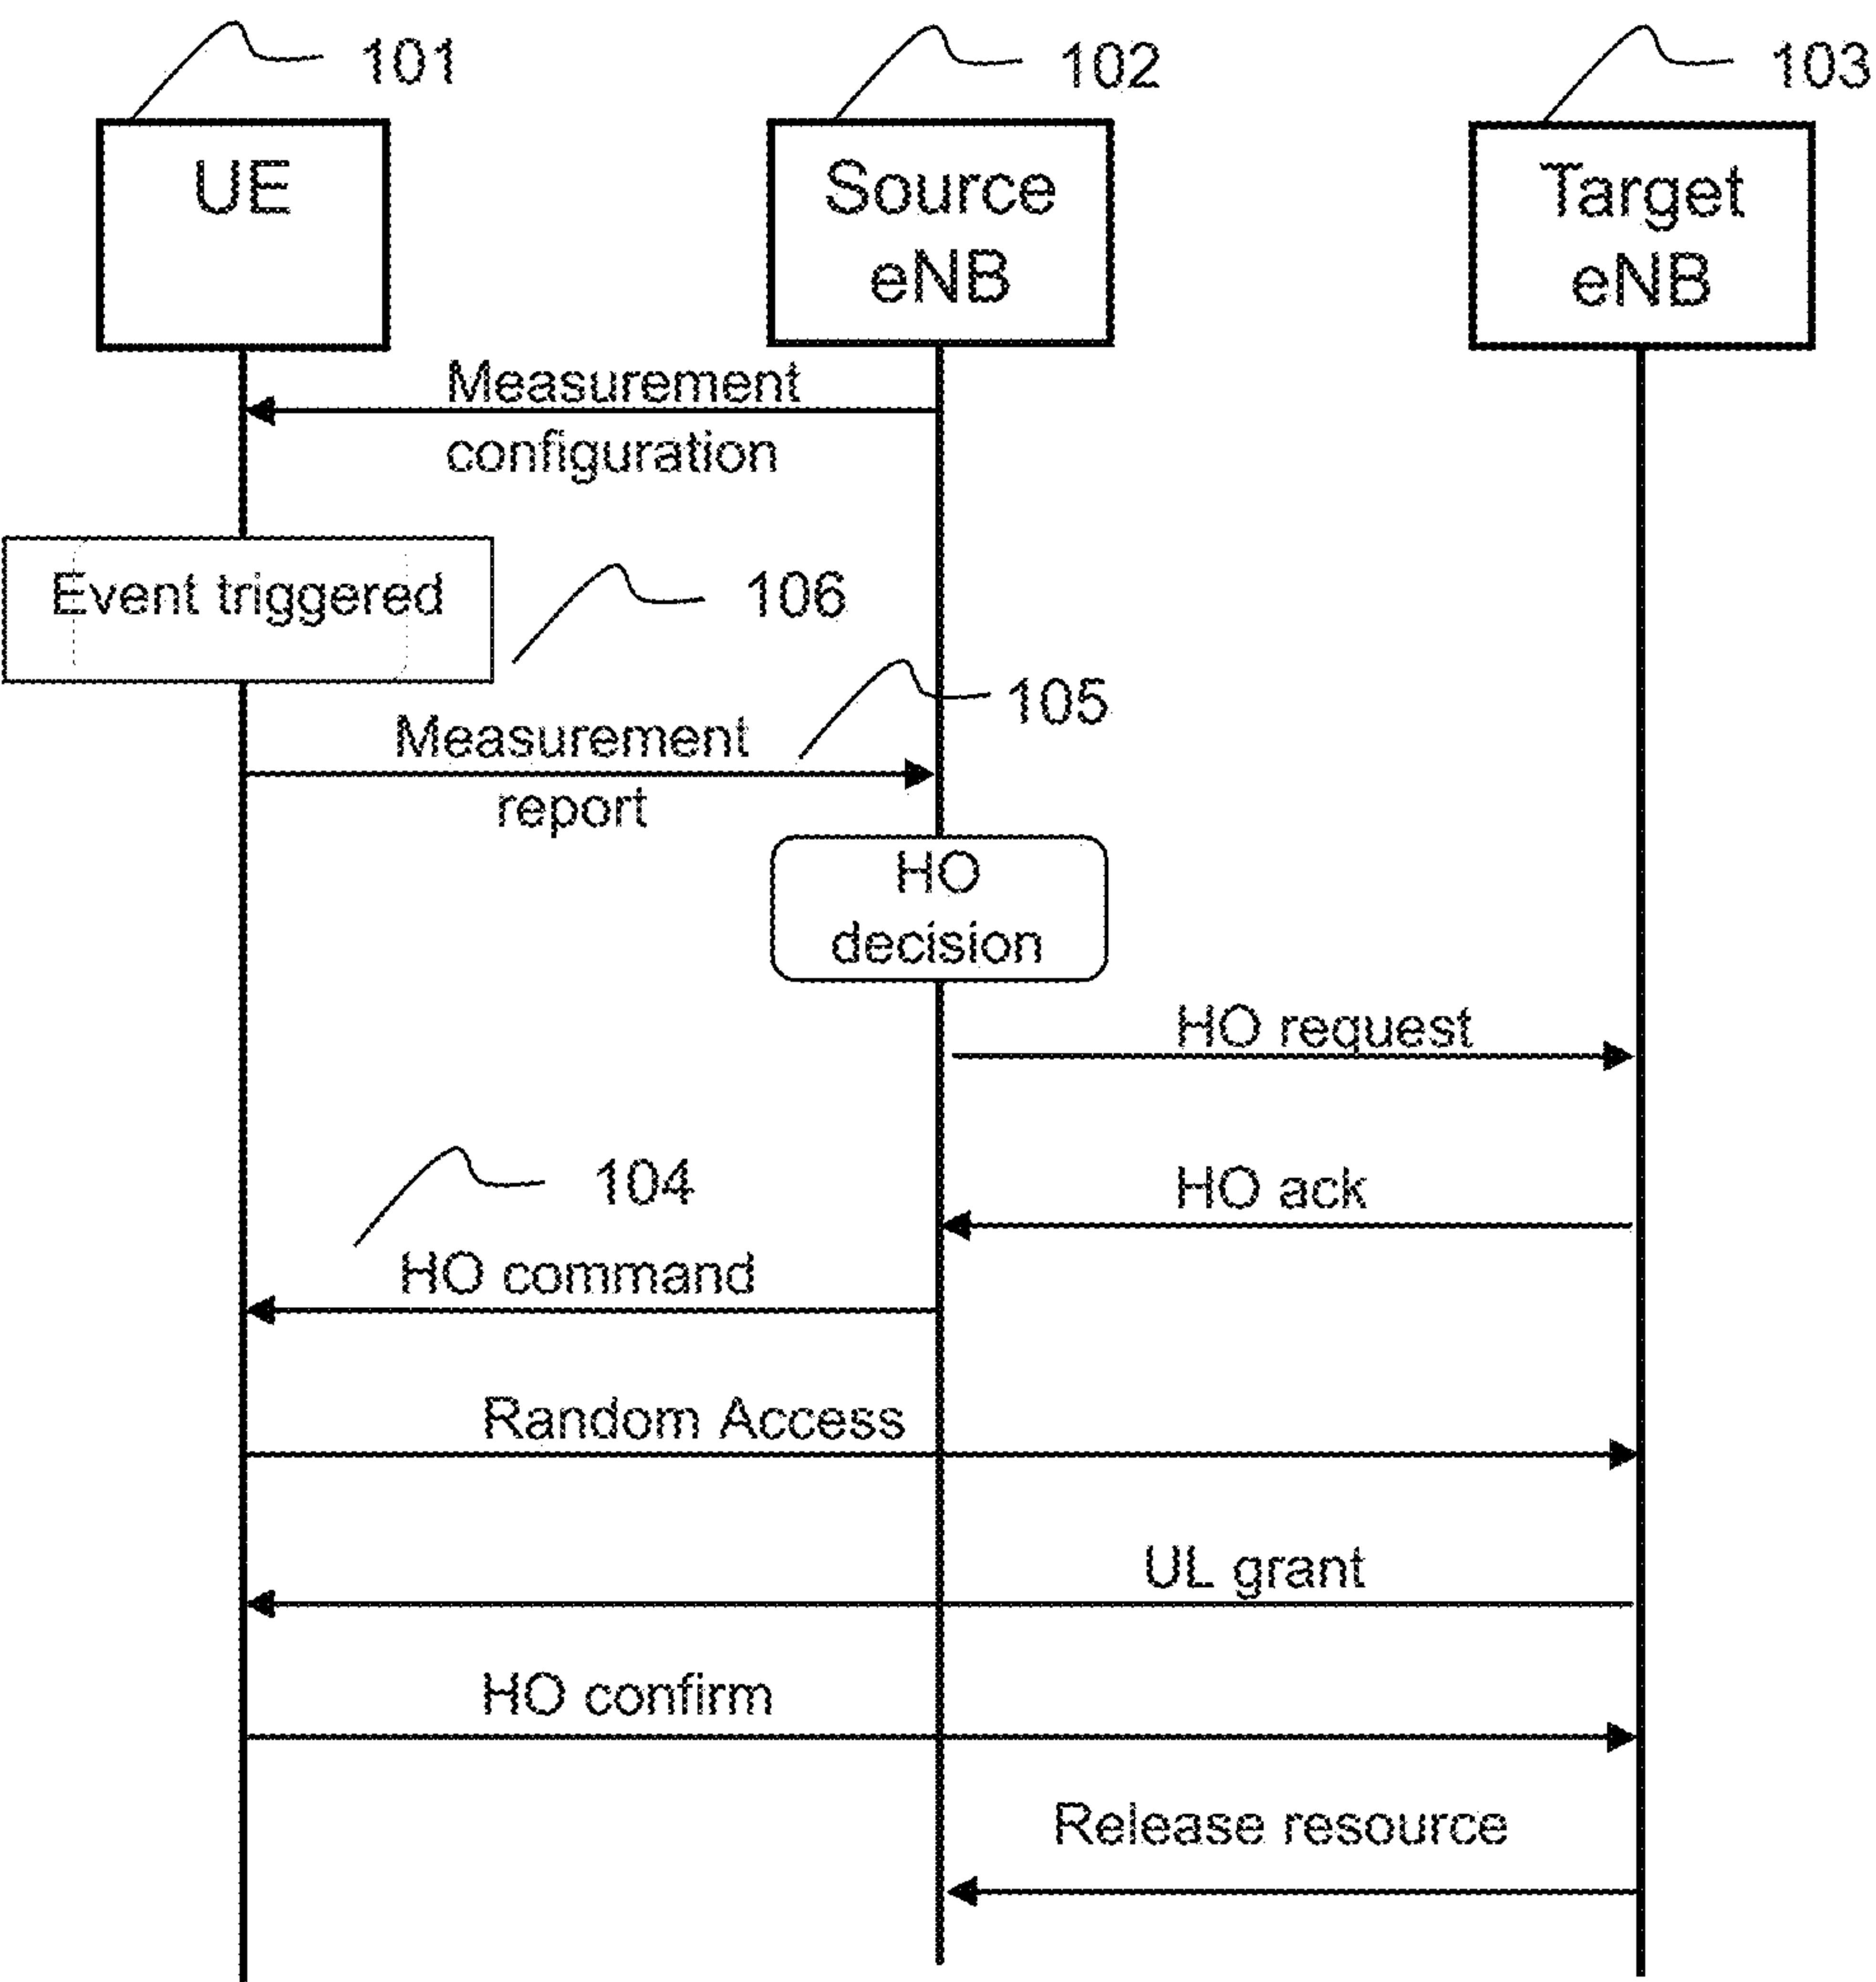 101
102
103
UE
Source
eNB
Target
eNB
Measurement
configuration
Event triggered
106
105
Measurement
report
HO
decision
HO request
HO ack
104
HO command
Random Access
UL grant
HO confirm
Release resource